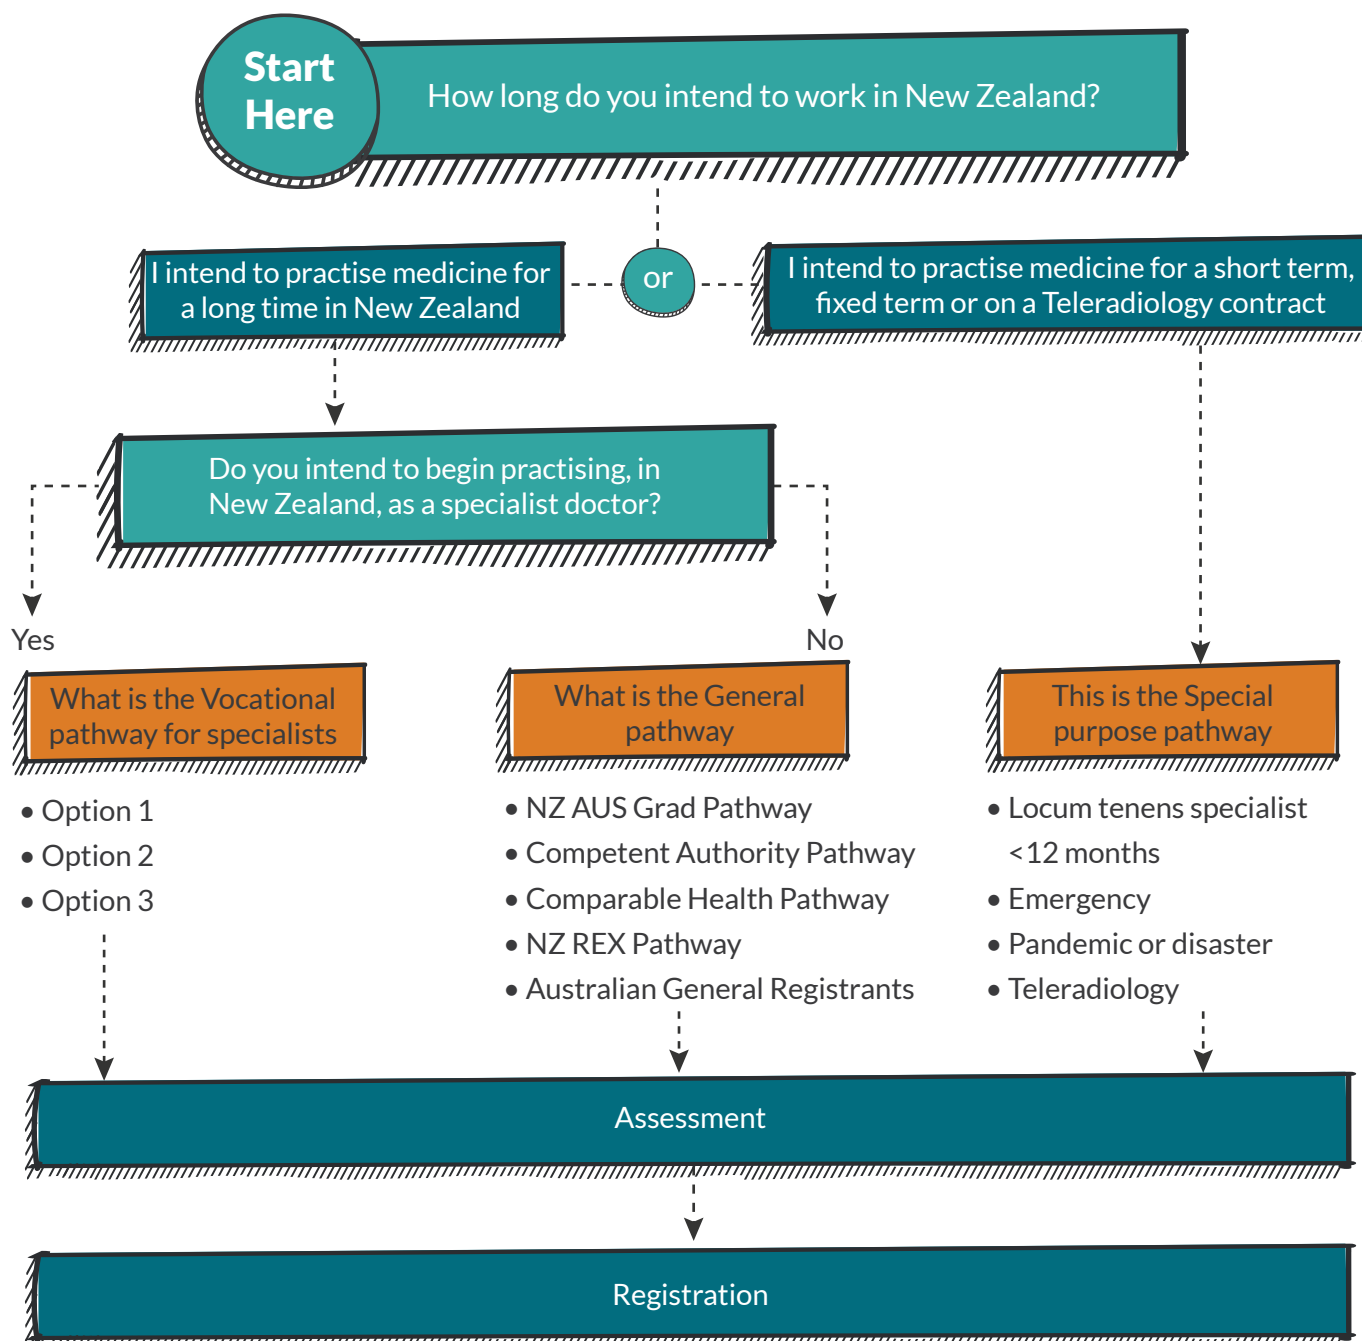 Start
Here
How long do you intend to work in New Zealand?
I intend to practise medicine for
a long time in New Zealand
or
I intend to practise medicine for a short term,
fixed term or on a Teleradiology contract
Do you intend to begin practising, in
New Zealand, as a specialist doctor?
Yes
No
What is the Vocational
pathway for specialists
• Option 1
• Option 2
• Option 3
What is the General
pathway
• NZ AUS Grad Pathway
• Competent Authority Pathway
• Comparable Health Pathway
• NZ REX Pathway
• Australian General Registrants
This is the Special
purpose pathway
• Locum tenens specialist
<12 months
• Emergency
• Pandemic or disaster
• Teleradiology
Assessment
Registration